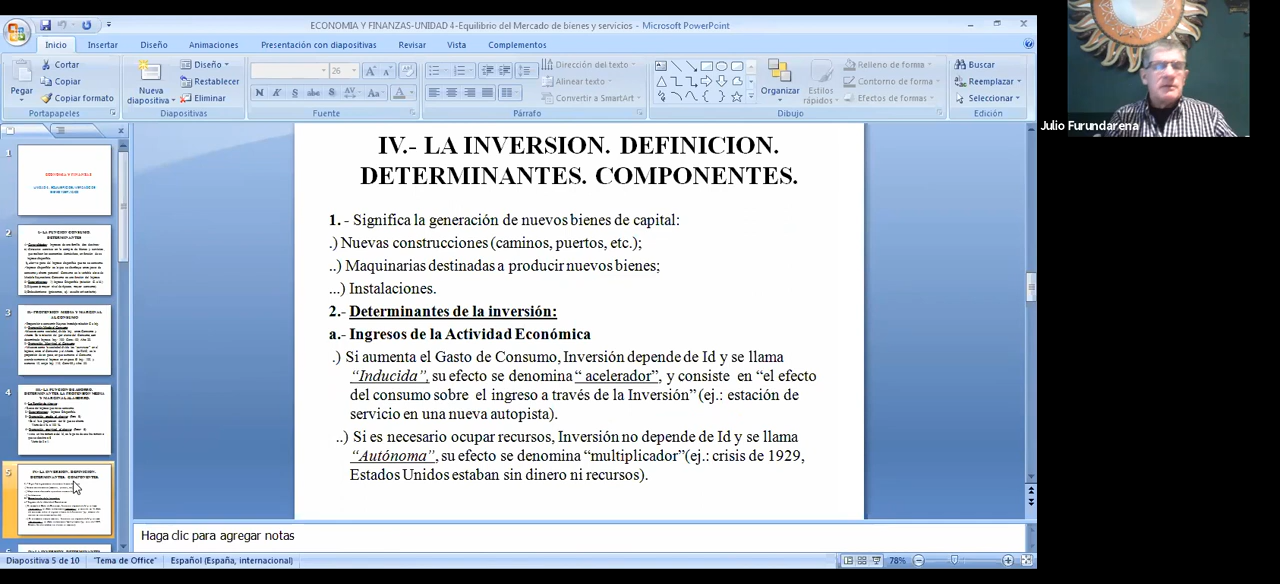 ECONOMIA Y FINANZAS-UNIDAD 4-Equilibrio del Mercado de bienes y servicios - Microsoft PowerPoint
Inicio Insertar Diseño Animaciones Presentación con diapositivas Revisar Vista Complementos
Pegar
Cortar
Copiar
Copiar formato
Portapapeles
Nueva diapositiva
Diseño
Restablecer
Eliminar
Diapositivas
26
Fuente
Dirección del texto
Alinear texto
Convertir a SmartArt
Párrafo
Organizar
Estilos rápidos
Relleno de forma
Contorno de forma
Efectos de formas
Dibujo
Buscar
Reemplazar
Seleccionar
Edición
Julio Furundarena
1
2
3
4
5
IV.- LA INVERSION. DEFINICION.
DETERMINANTES. COMPONENTES.
1. - Significa la generación de nuevos bienes de capital:
.) Nuevas construcciones (caminos, puertos, etc.);
..) Maquinarias destinadas a producir nuevos bienes;
...) Instalaciones.
2.- Determinantes de la inversión:
a.- Ingresos de la Actividad Económica
.) Si aumenta el Gasto de Consumo, Inversión depende de Id y se llama
“Inducida”, su efecto se denomina “ acelerador”, y consiste en “el efecto
del consumo sobre el ingreso a través de la Inversión” (ej.: estación de
servicio en una nueva autopista).
..) Si es necesario ocupar recursos, Inversión no depende de Id y se llama
“Autónoma”, su efecto se denomina “multiplicador”(ej.: crisis de 1929,
Estados Unidos estaban sin dinero ni recursos).
Haga clic para agregar notas
Diapositiva 5 de 10 "Tema de Office" Español (España, internacional) 78%